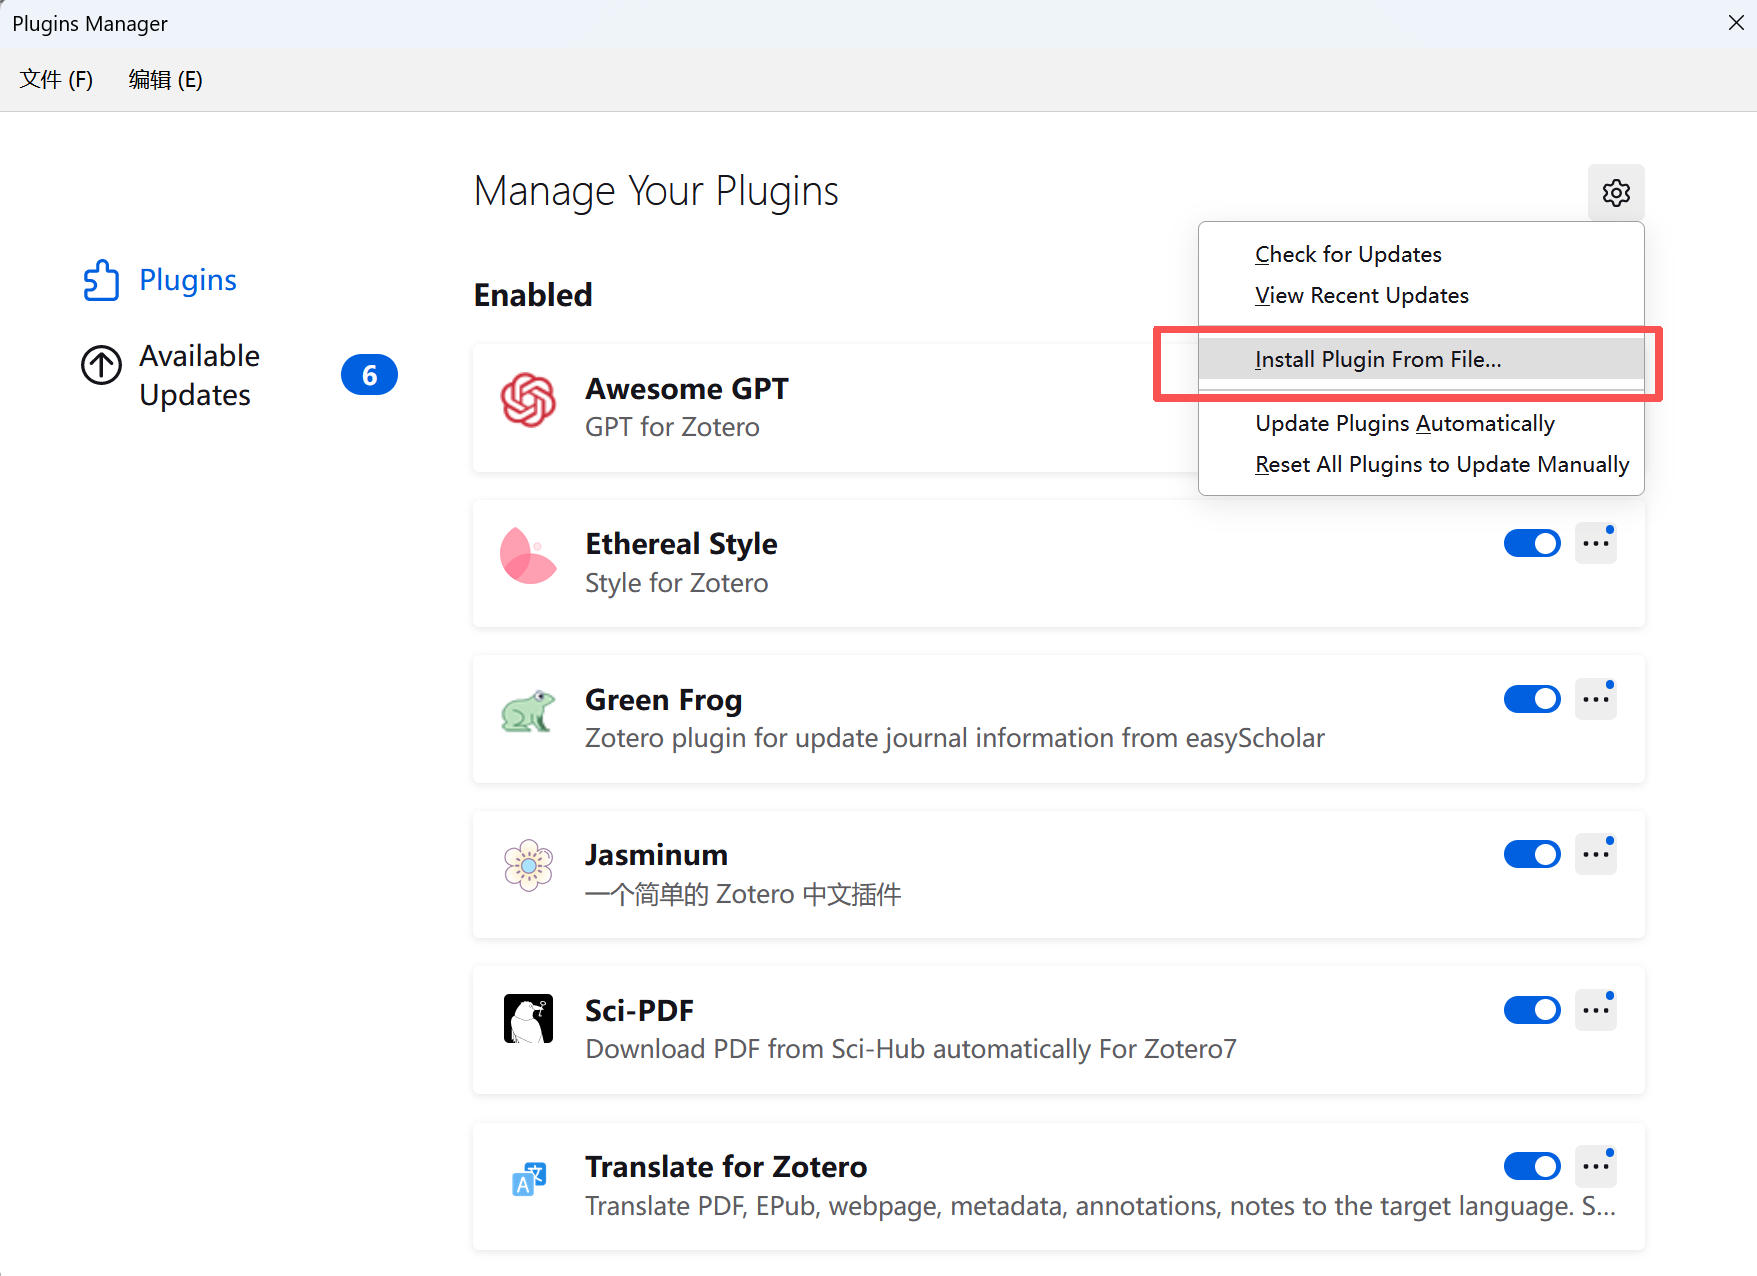 Plugins Manager
文件 (F) 编辑 (E)
Manage Your Plugins
Check for Updates
View Recent Updates
Install Plugin From File...
Update Plugins Automatically
Reset All Plugins to Update Manually
Plugins
Available
Updates
6
Enabled
Awesome GPT
GPT for Zotero
Ethereal Style
Style for Zotero
Green Frog
Zotero plugin for update journal information from easyScholar
Jasminum
一个简单的 Zotero 中文插件
Sci-PDF
Download PDF from Sci-Hub automatically For Zotero7
A 文
Translate for Zotero
Translate PDF, EPub, webpage, metadata, annotations, notes to the target language. S...